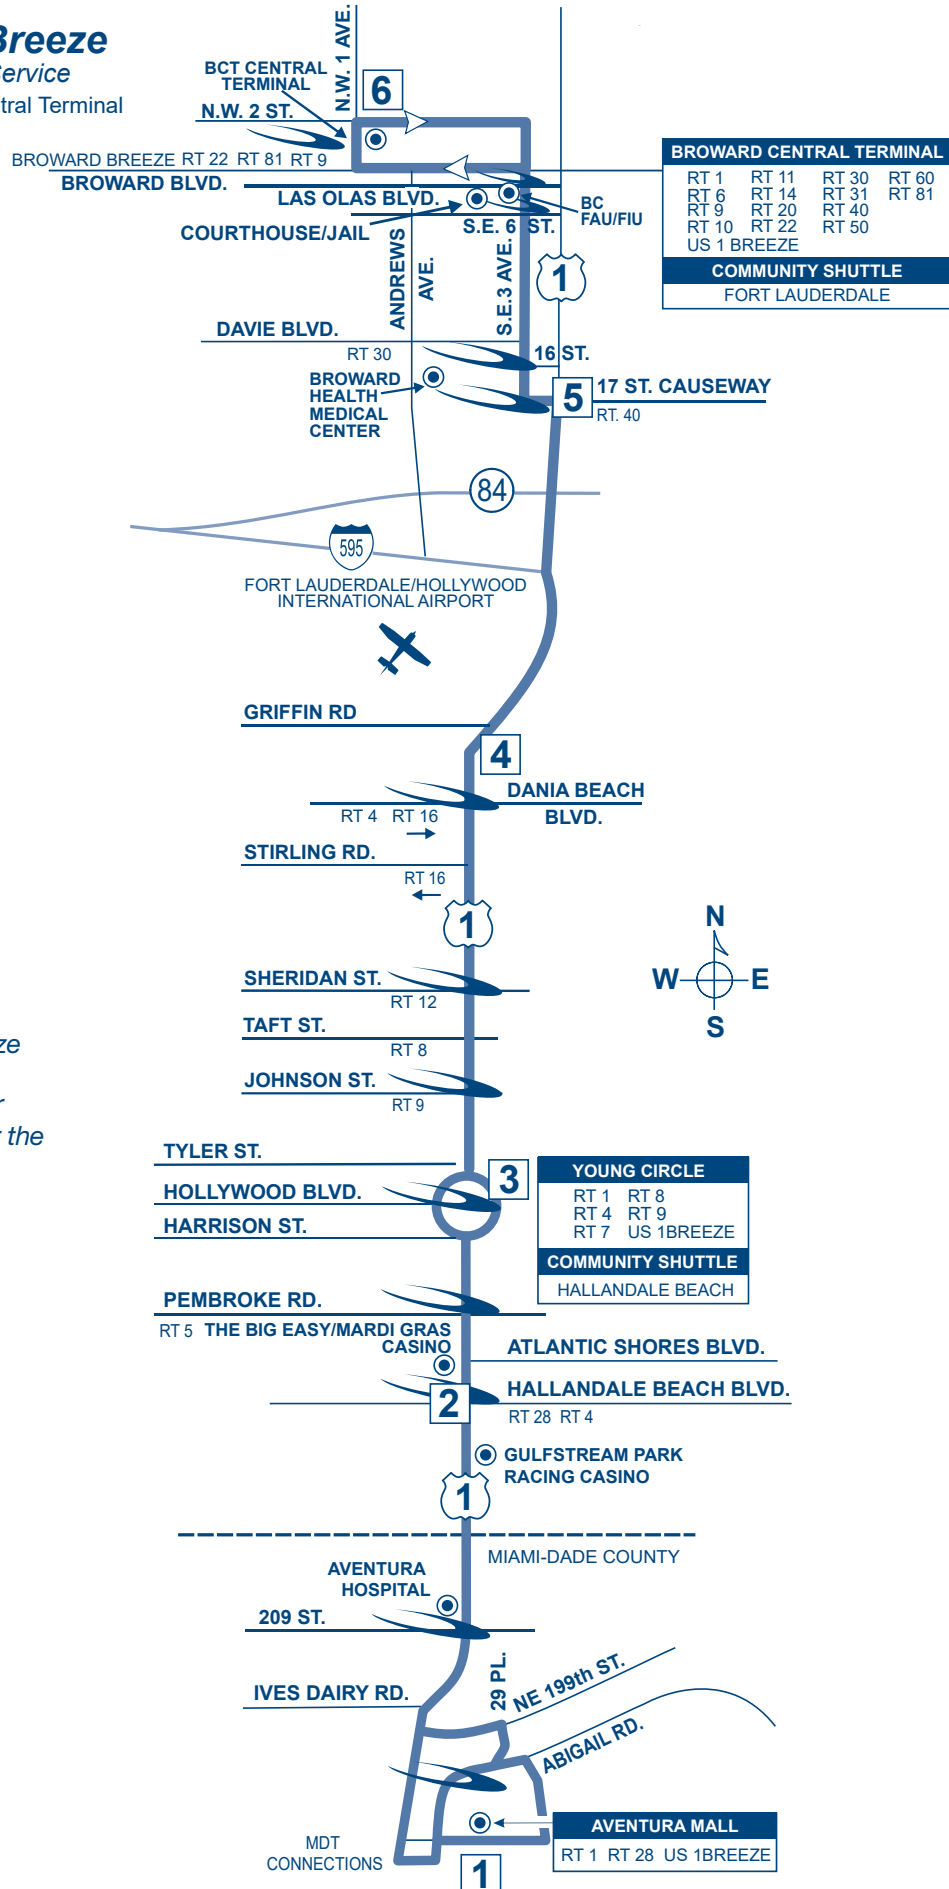 Breeze
Service
tral Terminal
N.W. 1 AVE.
BCT CENTRAL
TERMINAL
6
N.W. 2 ST.
BROWARD BREEZE RT 22 RT 81 RT 9
BROWARD BLVD.
LAS OLAS BLVD.
BC
FAU/FIU
COURTHOUSE/JAIL
S.E. 6 ST.
BROWARD CENTRAL TERMINAL
RT 1 RT 11 RT 30 RT 60
RT 6 RT 14 RT 31 RT 81
RT 9 RT 20 RT 40
RT 10 RT 22 RT 50
US 1 BREEZE
COMMUNITY SHUTTLE
FORT LAUDERDALE
ANDREWS
AVE.
S.E.3 AVE.
1
DAVIE BLVD.
RT 30
16 ST.
BROWARD
HEALTH
MEDICAL
CENTER
5
17 ST. CAUSEWAY
RT. 40
84
595
FORT LAUDERDALE/HOLLYWOOD
INTERNATIONAL AIRPORT
GRIFFIN RD
4
DANIA BEACH
BLVD.
RT 4 RT 16
STIRLING RD.
RT 16
1
N
W E
S
SHERIDAN ST.
RT 12
TAFT ST.
RT 8
ze
JOHNSON ST.
RT 9
r
the
TYLER ST.
3
HOLLYWOOD BLVD.
HARRISON ST.
YOUNG CIRCLE
RT 1 RT 8
RT 4 RT 9
RT 7 US 1BREEZE
COMMUNITY SHUTTLE
HALLANDALE BEACH
PEMBROKE RD.
RT 5 THE BIG EASY/MARDI GRAS
CASINO
ATLANTIC SHORES BLVD.
2
HALLANDALE BEACH BLVD.
RT 28 RT 4
GULFSTREAM PARK
RACING CASINO
1
MIAMI-DADE COUNTY
AVENTURA
HOSPITAL
209 ST.
29 PL.
NE 199th ST.
IVES DAIRY RD.
ABIGAIL RD.
MDT
CONNECTIONS
AVENTURA MALL
RT 1 RT 28 US 1BREEZE
1